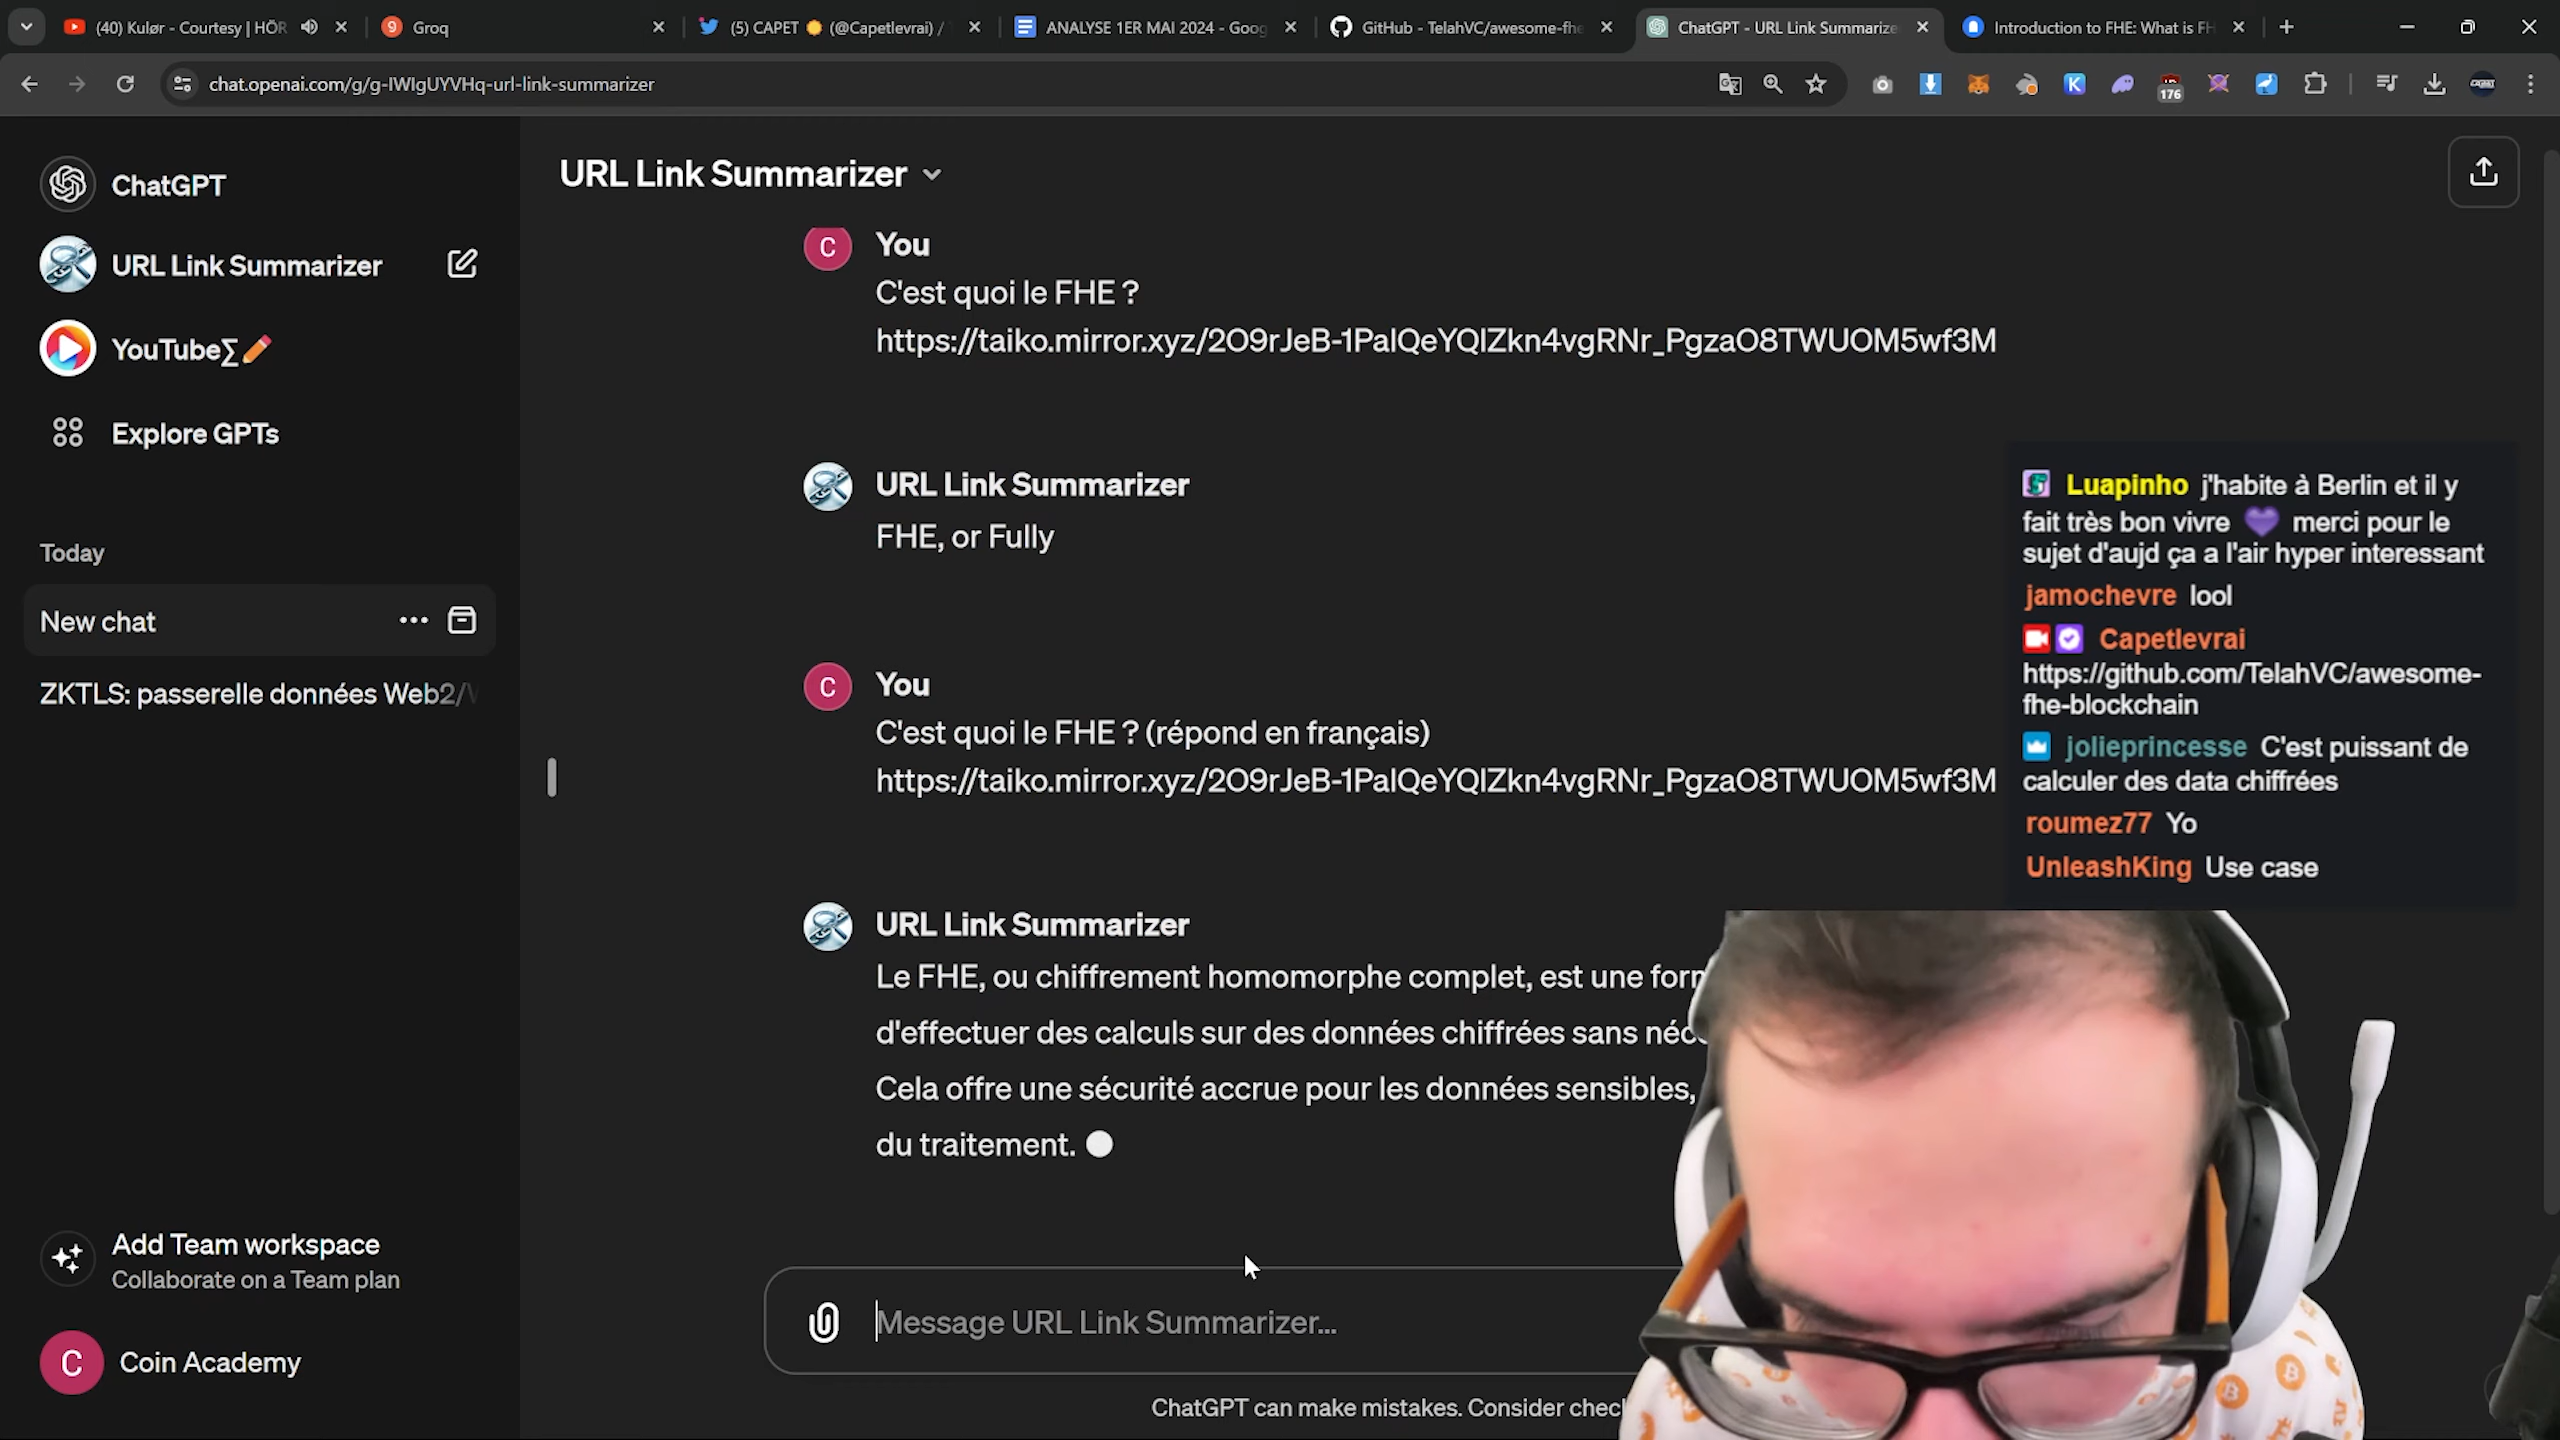 (40) Kulør - Courtesy | HÖR
Groq
(5) CAPET 🌞 (@Capetlevrai) /
ANALYSE 1ER MAI 2024 - Goog
GitHub - TelahVC/awesome-fhe
ChatGPT - URL Link Summarize
Introduction to FHE: What is FH
chat.openai.com/g/g-IWIgUYVHq-url-link-summarizer
176
ChatGPT
URL Link Summarizer
YouTube∑✏️
Explore GPTs
Today
New chat
ZKTLS: passerelle données Web2/
Add Team workspace
Collaborate on a Team plan
C
Coin Academy
URL Link Summarizer
C
You
C'est quoi le FHE ?
https://taiko.mirror.xyz/2O9rJeB-1PalQeYQIZkn4vgRNr_PgzaO8TWUOM5wf3M
URL Link Summarizer
FHE, or Fully
C
You
C'est quoi le FHE ? (répond en français)
https://taiko.mirror.xyz/2O9rJeB-1PalQeYQIZkn4vgRNr_PgzaO8TWUOM5wf3M
URL Link Summarizer
Le FHE, ou chiffrement homomorphe complet, est une for
d'effectuer des calculs sur des données chiffrées sans néc
Cela offre une sécurité accrue pour les données sensibles,
du traitement.
Message URL Link Summarizer...
ChatGPT can make mistakes. Consider chec
Luapinho j'habite à Berlin et il y
fait très bon vivre 💜 merci pour le
sujet d'aujd ça a l'air hyper interessant
jamochevre lool
Capetlevrai
https://github.com/TelahVC/awesome-
fhe-blockchain
jolieprincesse C'est puissant de
calculer des data chiffrées
roumez77 Yo
UnleashKing Use case